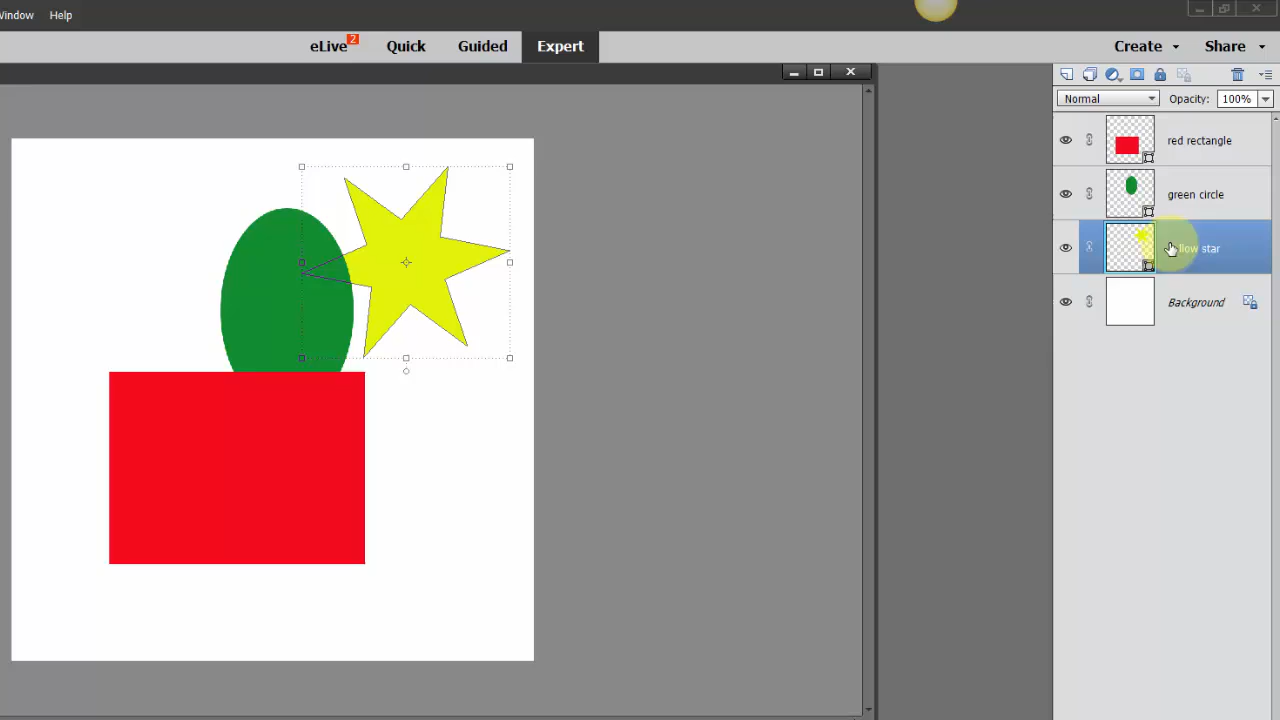 Window Help
eLive 2 Quick Guided Expert Create Share
Normal Opacity: 100%
red rectangle
green circle
llow star
Background